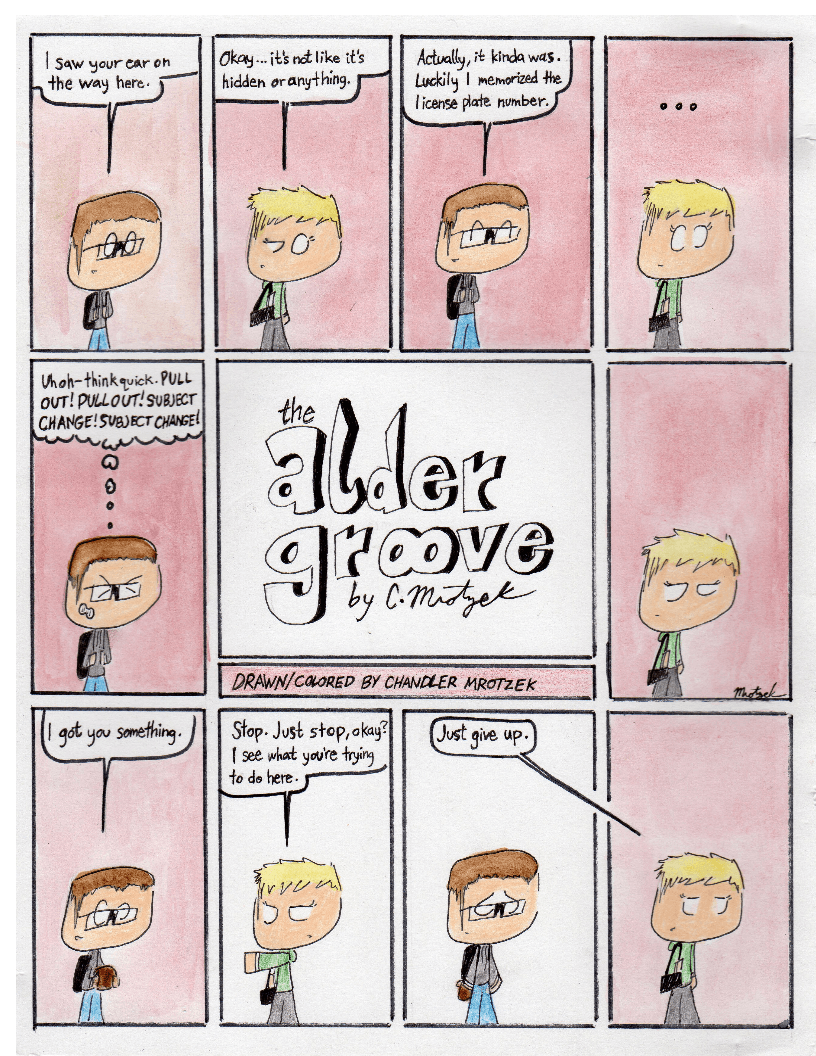 I saw your car on
the way here.
Okay... it's not like it's
hidden or anything.
Actually, it kinda was.
Luckily I memorized the
license plate number.
...
Uh oh-think quick. PULL
OUT! PULL OUT! SUBJECT
CHANGE! SUBJECT CHANGE!
the
alder
groove
by C. Mrotzek
DRAWN/COLORED BY CHANDLER MROTZEK
Mrotzek
I got you something.
Stop. Just stop, okay?
I see what you're trying
to do here.
Just give up.